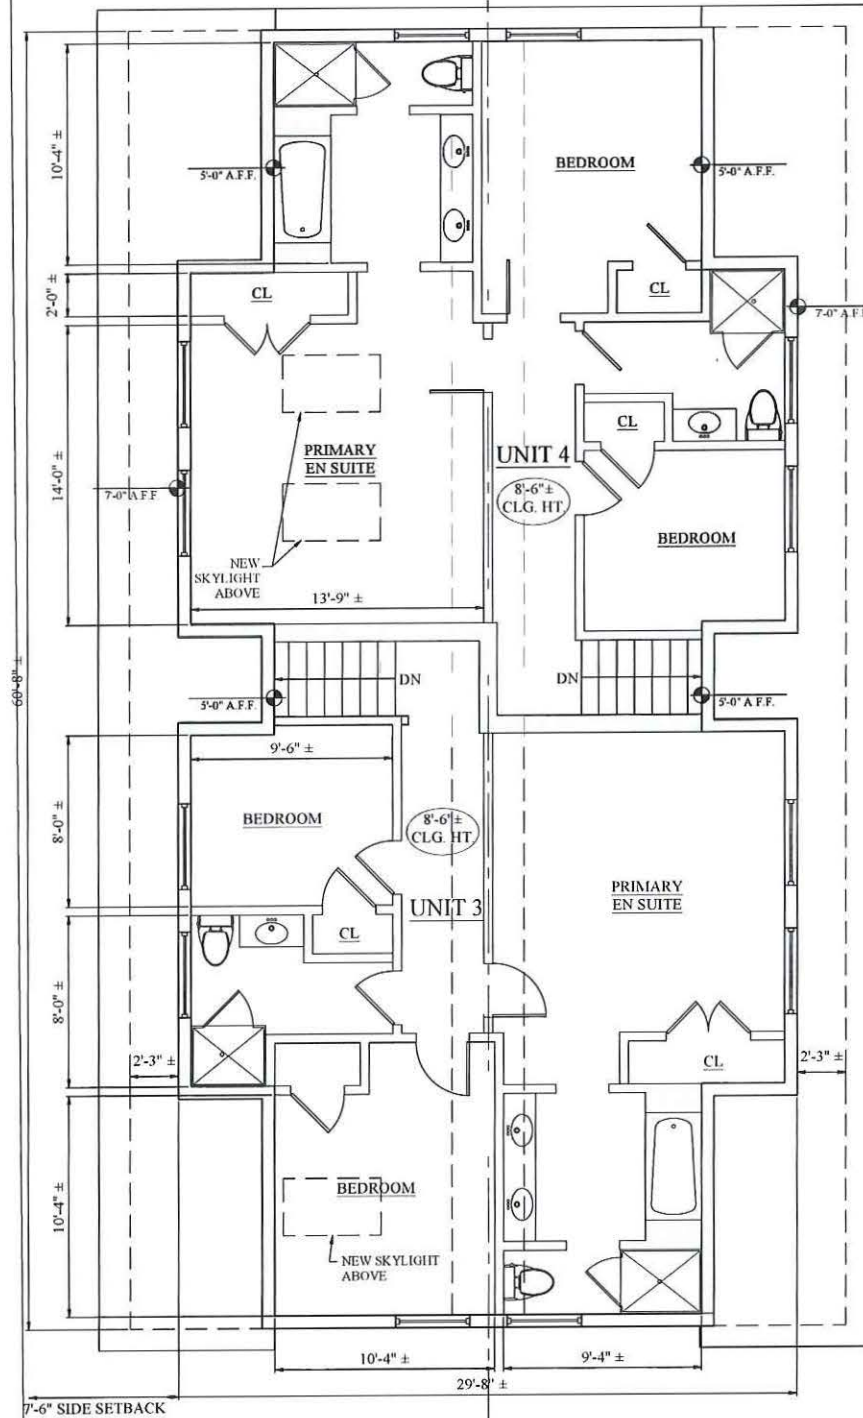 10'-4" ±
BEDROOM
5'-0" A.F.F.
5'-0" A.F.F.
2'-0" ±
CL
CL
7'-0" A.F.F
CL
PRIMARY
EN SUITE
UNIT 4
14'-0" ±
7-0" A.F.F
8'-6"±
CLG. HT.
BEDROOM
NEW
SKYLIGHT
ABOVE
13'-9" ±
60'-8" ±
DN
DN
5'-0" A.F.F.
5'-0" A F.F.
9'-6" ±
8'-0" ±
BEDROOM
8'-6"±
CLG. HT.
PRIMARY
EN SUITE
UNIT 3
CL
8'-0" ±
2'-3" ±
CL
2'-3" ±
10'-4" ±
BEDROOM
NEW SKYLIGHT
ABOVE
10'-4" ±
9'-4" ±
29'-8" ±
7'-6" SIDE SETBACK